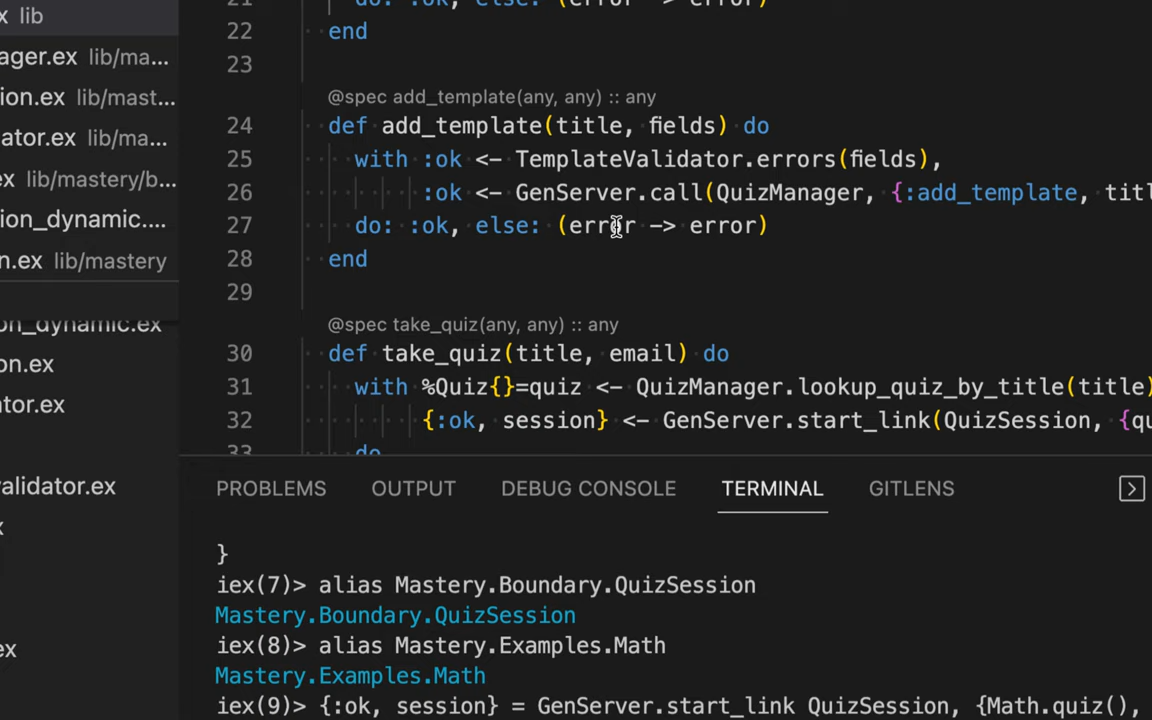 x lib
ager.ex lib/ma...
ion.ex lib/mast...
ator.ex lib/ma...
ex lib/mastery/b...
ion_dynamic....
n.ex lib/mastery
on_dynamic.ex
on.ex
ator.ex
validator.ex
x
ex
21 do: :ok, else: (error -> error)
22 end
23
@spec add_template(any, any) :: any
24 def add_template(title, fields) do
25 with :ok <- TemplateValidator.errors(fields),
26 :ok <- GenServer.call(QuizManager, {:add_template, titl
27 do: :ok, else: (error -> error)
28 end
29
@spec take_quiz(any, any) :: any
30 def take_quiz(title, email) do
31 with %Quiz{}=quiz <- QuizManager.lookup_quiz_by_title(title)
32 {:ok, session} <- GenServer.start_link(QuizSession, {qu
33 do
PROBLEMS OUTPUT DEBUG CONSOLE TERMINAL GITLENS
}
iex(7)> alias Mastery.Boundary.QuizSession
Mastery.Boundary.QuizSession
iex(8)> alias Mastery.Examples.Math
Mastery.Examples.Math
iex(9)> {:ok, session} = GenServer.start_link QuizSession, {Math.quiz(),